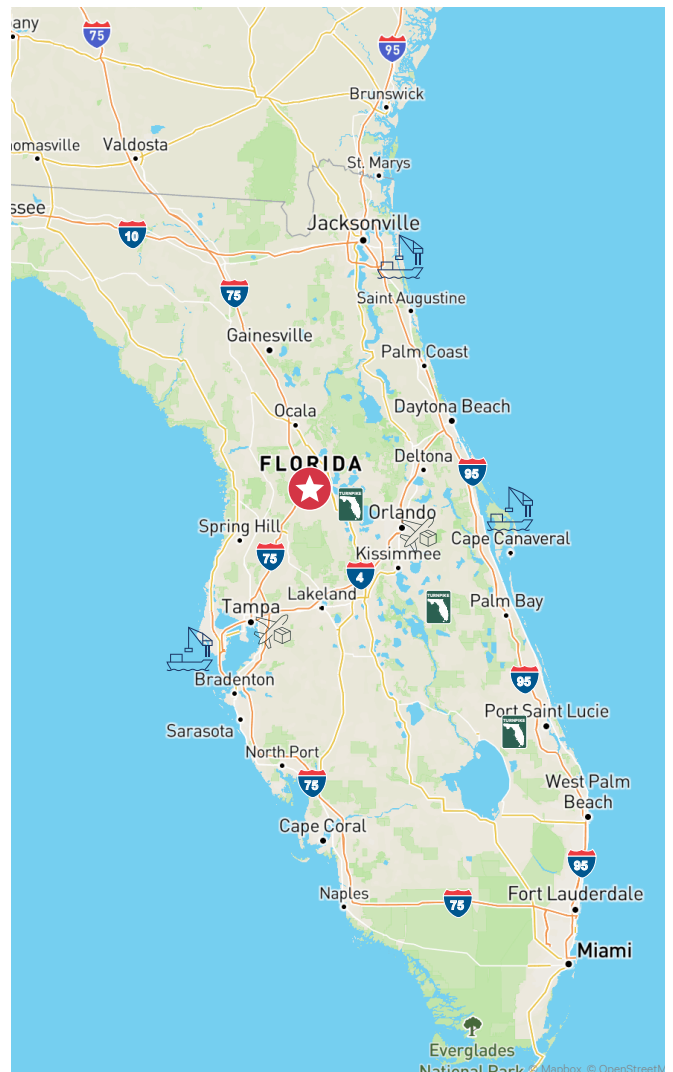 any
75
95
Brunswick
omasville
Valdosta
St. Marys
ssee
Jacksonville
10
75
Saint Augustine
Gainesville
Palm Coast
Ocala
Daytona Beach
FLORIDA
Deltona
95
TURNPIKE
Orlando
Spring Hill
Cape Canaveral
75
Kissimmee
4
Lakeland
TURNPIKE
Palm Bay
Tampa
Bradenton
95
Port Saint Lucie
TURNPIKE
Sarasota
North Port
75
West Palm
Beach
Cape Coral
95
Naples
75
Fort Lauderdale
Miami
Everglades
National Park
© Mapbox, © OpenStreetM